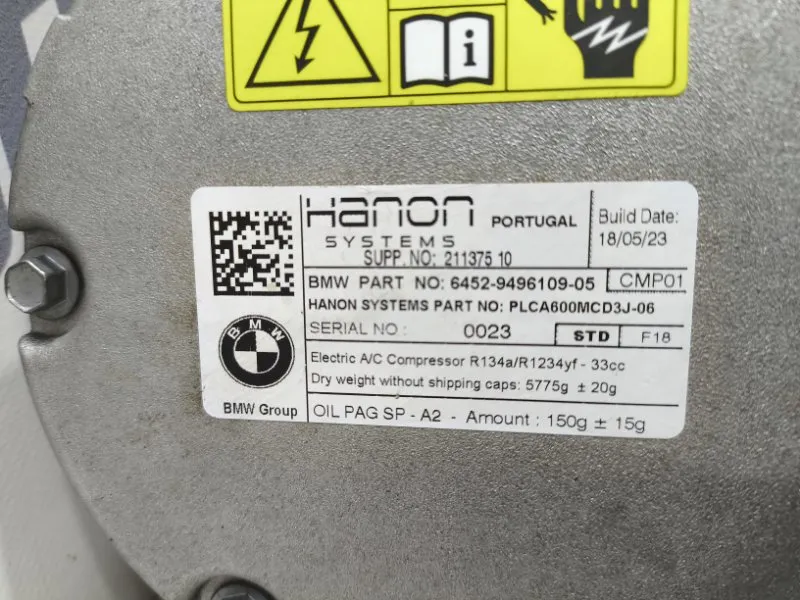 i
Hanon PORTUGAL
SYSTEMS
SUPP. NO: 211375 10
Build Date:
18/05/23
BMW PART NO: 6452-9496109-05 CMP01
HANON SYSTEMS PART NO: PLCA600MCD3J-06
SERIAL NO : 0023 STD F18
Electric A/C Compressor R134a/R1234yf - 33cc
Dry weight without shipping caps: 5775g ± 20g
BMW
BMW Group
OIL PAG SP - A2 - Amount : 150g ± 15g